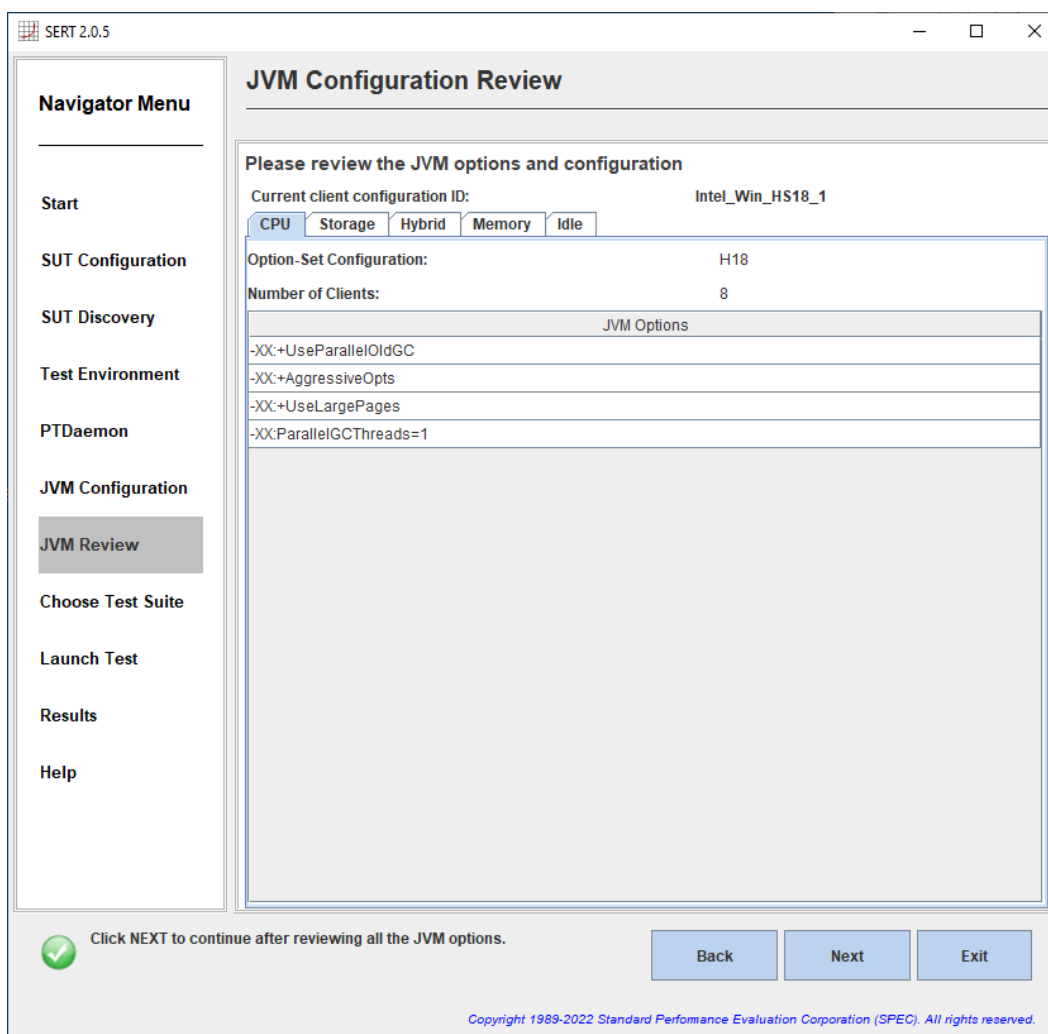 SERT 2.0.5
Navigator Menu
Start
SUT Configuration
SUT Discovery
Test Environment
PTDaemon
JVM Configuration
JVM Review
Choose Test Suite
Launch Test
Results
Help
JVM Configuration Review
Please review the JVM options and configuration
Current client configuration ID: Intel_Win_HS18_1
CPU Storage Hybrid Memory Idle
Option-Set Configuration: H18
Number of Clients: 8
JVM Options
-XX:+UseParallelOldGC
-XX:+AggressiveOpts
-XX:+UseLargePages
-XX:ParallelGCThreads=1
Click NEXT to continue after reviewing all the JVM options.
Back Next Exit
Copyright 1989-2022 Standard Performance Evaluation Corporation (SPEC). All rights reserved.